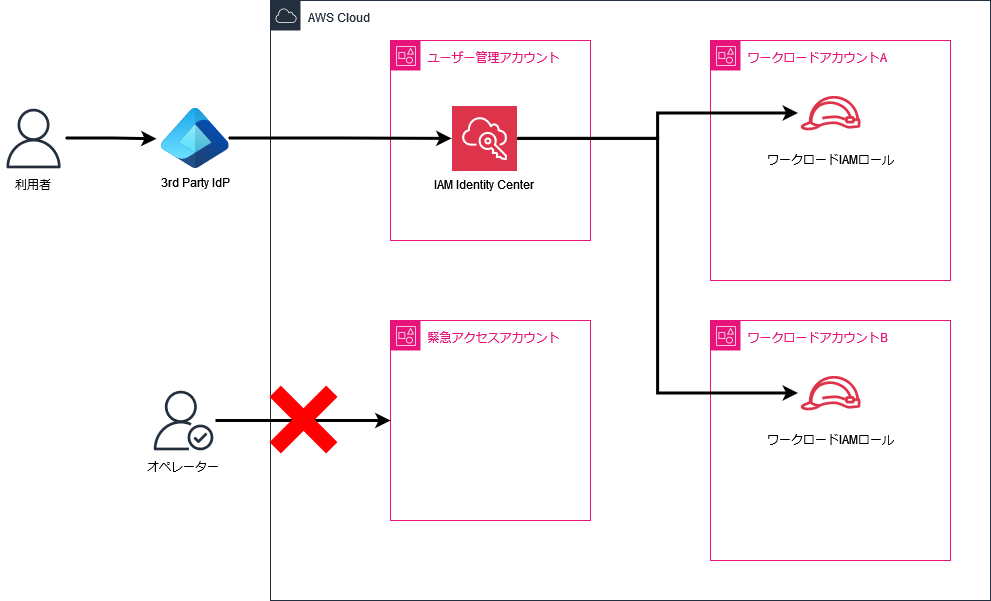 AWS Cloud
ユーザー管理アカウント
ワークロードアカウントA
利用者
3rd Party IdP
IAM Identity Center
ワークロードIAMロール
緊急アクセスアカウント
ワークロードアカウントB
オペレーター
ワークロードIAMロール